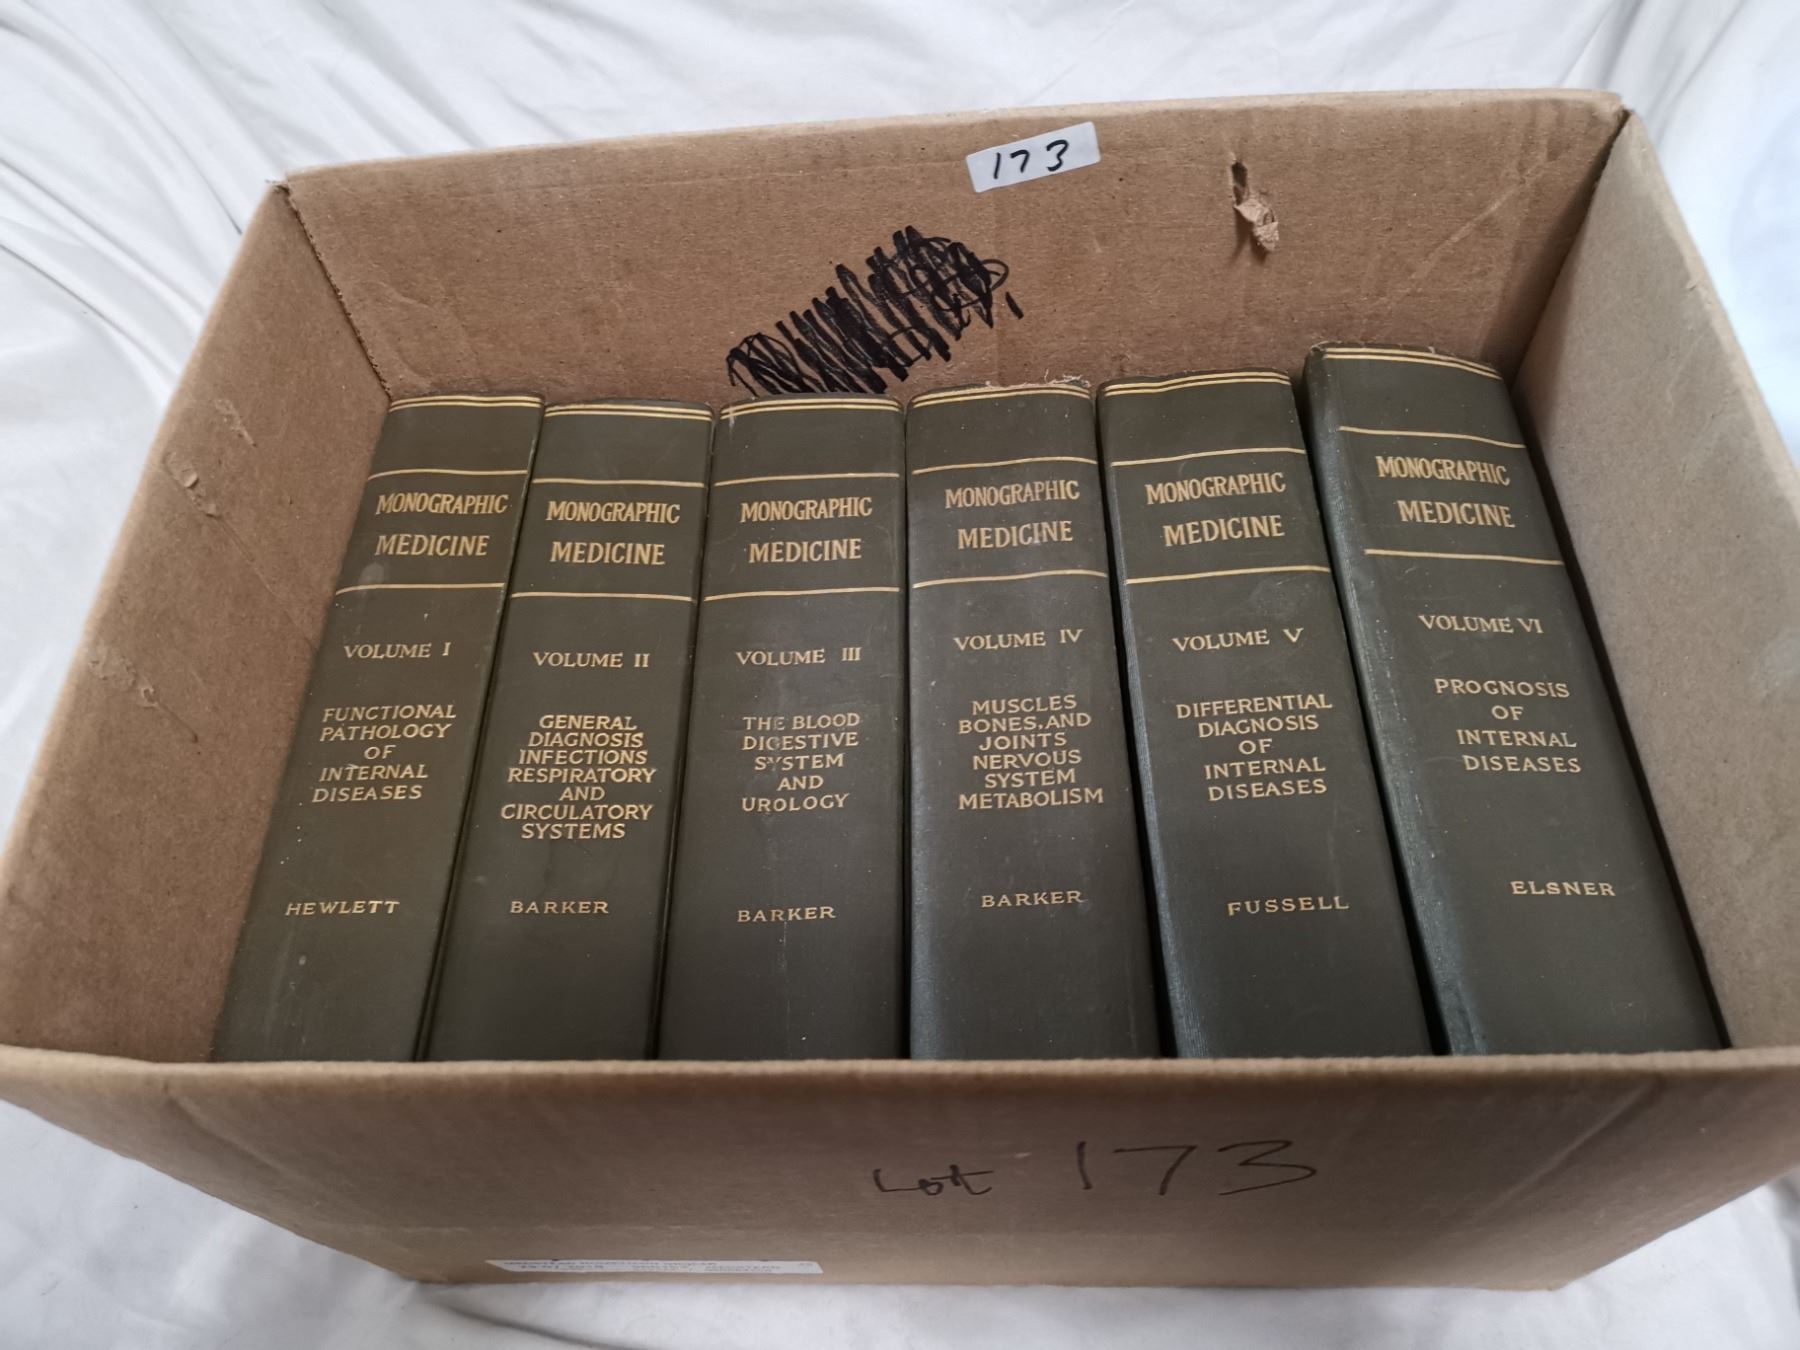 173
MONOGRAPHIC
MEDICINE
VOLUME I
FUNCTIONAL
PATHOLOGY
OF
INTERNAL
DISEASES
HEWLETT
MONOGRAPHIC
MEDICINE
VOLUME II
GENERAL
DIAGNOSIS
INFECTIONS
RESPIRATORY
AND
CIRCULATORY
SYSTEMS
BARKER
MONOGRAPHIC
MEDICINE
VOLUME III
THE BLOOD
DIGESTIVE
SYSTEM
AND
UROLOGY
BARKER
MONOGRAPHIC
MEDICINE
VOLUME IV
MUSCLES
BONES, AND
JOINTS
NERVOUS
SYSTEM
METABOLISM
BARKER
MONOGRAPHIC
MEDICINE
VOLUME V
DIFFERENTIAL
DIAGNOSIS
OF
INTERNAL
DISEASES
FUSSELL
MONOGRAPHIC
MEDICINE
VOLUME VI
PROGNOSIS
OF
INTERNAL
DISEASES
ELSNER
Lot 173